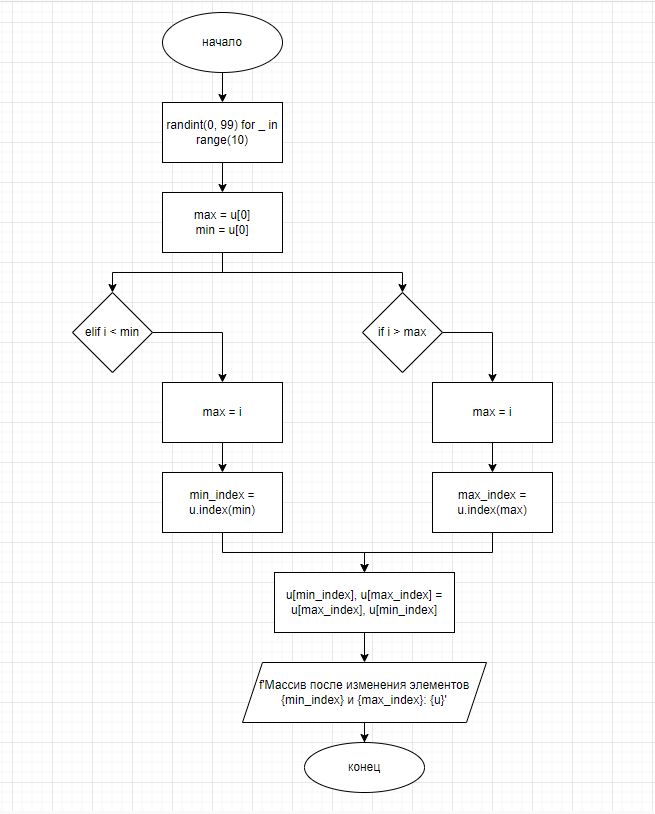 начало
randint(0, 99) for _ in
range(10)
max = u[0]
min = u[0]
elif i < min
if i > max
max = i
max = i
min_index =
u.index(min)
max_index =
u.index(max)
u[min_index], u[max_index] =
u[max_index], u[min_index]
f'Массив после изменения элементов
{min_index} и {max_index}: {u}'
конец